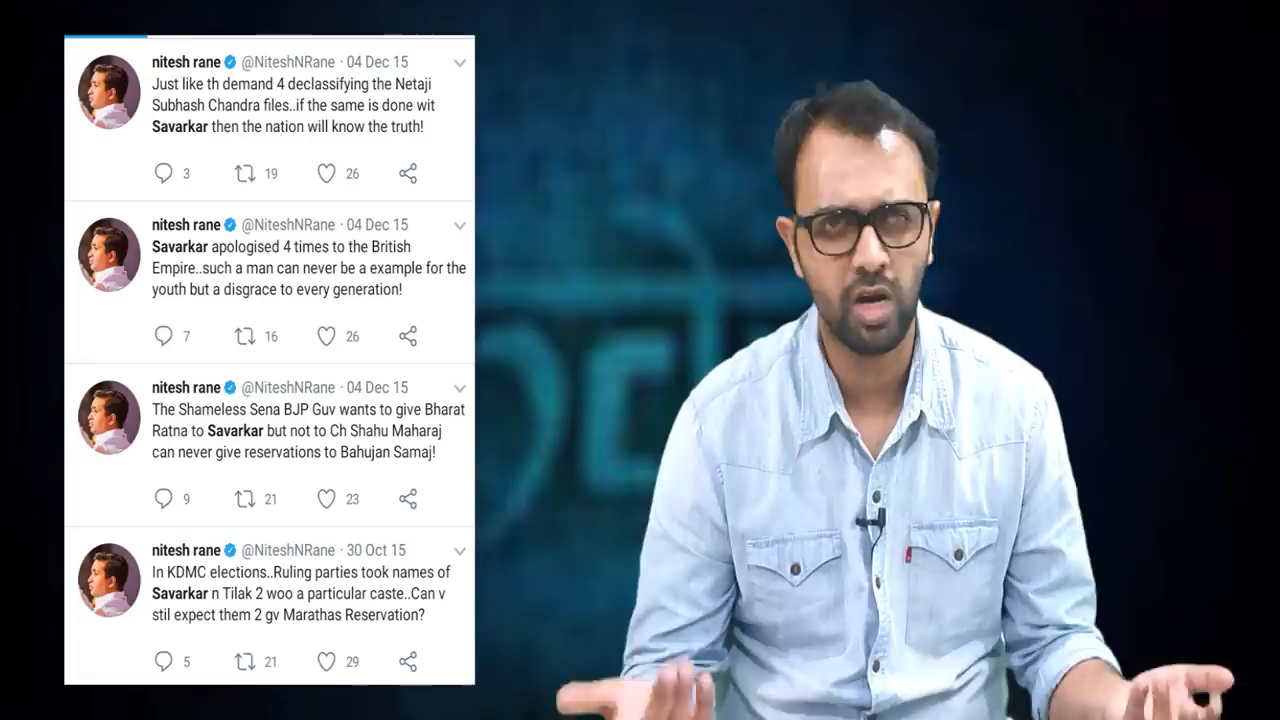 nitesh rane @NiteshNRane · 04 Dec 15
Just like th demand 4 declassifying the Netaji
Subhash Chandra files..if the same is done wit
Savarkar then the nation will know the truth!
3 19 26
nitesh rane @NiteshNRane · 04 Dec 15
Savarkar apologised 4 times to the British
Empire..such a man can never be a example for the
youth but a disgrace to every generation!
7 16 26
nitesh rane @NiteshNRane · 04 Dec 15
The Shameless Sena BJP Guv wants to give Bharat
Ratna to Savarkar but not to Ch Shahu Maharaj
can never give reservations to Bahujan Samaj!
9 21 23
nitesh rane @NiteshNRane · 30 Oct 15
In KDMC elections..Ruling parties took names of
Savarkar n Tilak 2 woo a particular caste..Can v
stil expect them 2 gv Marathas Reservation?
5 21 29